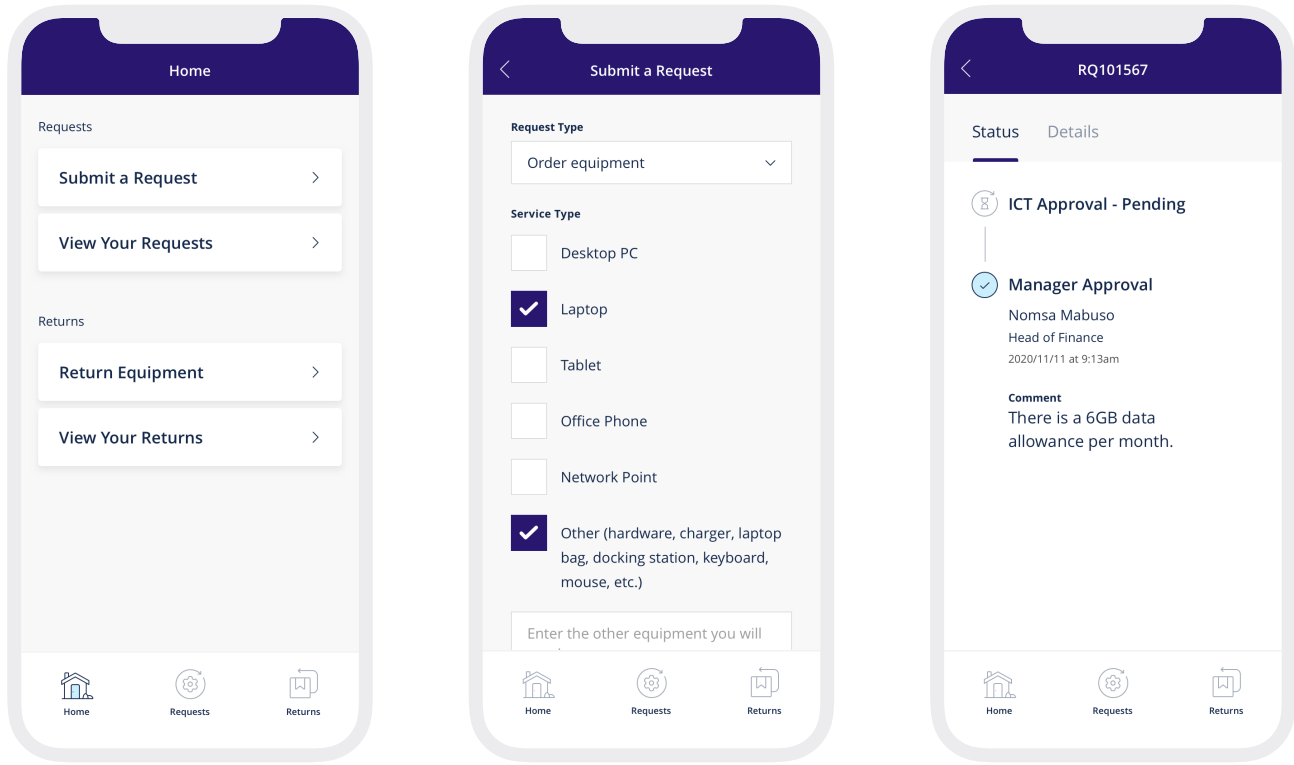 Home
Requests
Submit a Request
View Your Requests
Returns
Return Equipment
View Your Returns
Home
Requests
Returns
Submit a Request
Request Type
Order equipment
Service Type
Desktop PC
Laptop
Tablet
Office Phone
Network Point
Other (hardware, charger, laptop
bag, docking station, keyboard,
mouse, etc.)
Enter the other equipment you will
Home
Requests
Returns
RQ101567
Status Details
ICT Approval - Pending
Manager Approval
Nomsa Mabuso
Head of Finance
2020/11/11 at 9:13am
Comment
There is a 6GB data
allowance per month.
Home
Requests
Returns